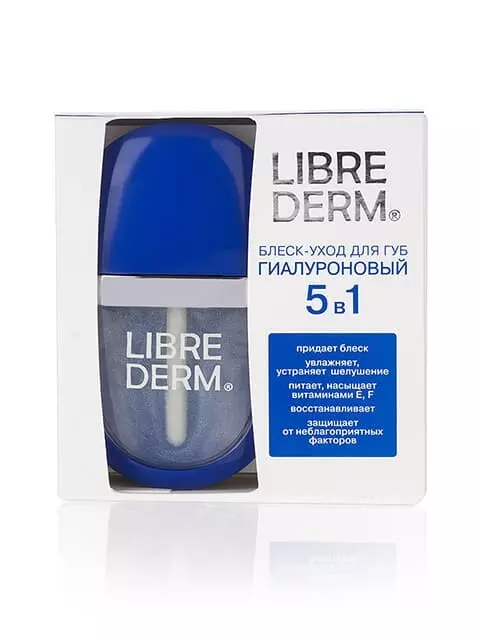 LIBRE
DERM®
БЛЕСК-УХОД ДЛЯ ГУБ
ГИАЛУРОНОВЫЙ
5 в 1
придает блеск
увлажняет,
устраняет шелушение
питает, насыщает
витаминами E, F
восстанавливает
защищает
от неблагоприятных
факторов
LIBRE
DERM®